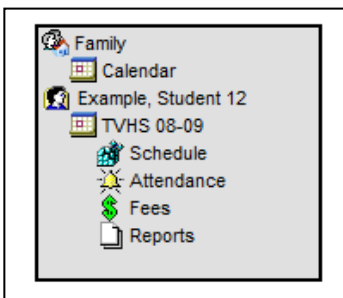 Family
Calendar
Example, Student 12
TVHS 08-09
Schedule
Attendance
Fees
Reports